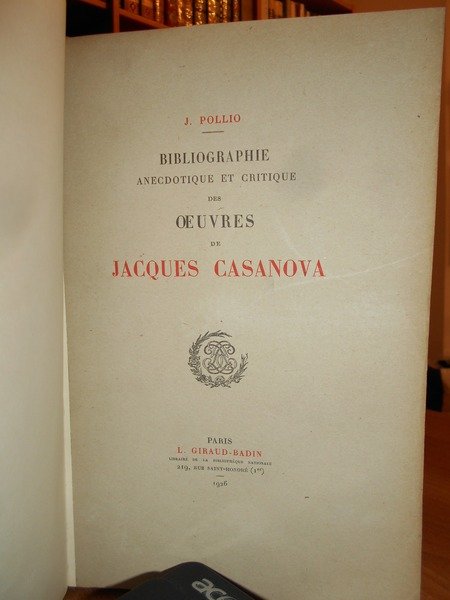 J. POLLIO
BIBLIOGRAPHIE
ANECDOTIQUE ET CRITIQUE
DES
ŒUVRES
DE
JACQUES CASANOVA
PARIS
L. GIRAUD-BADIN
LIBRAIRE DE LA BIBLIOTHÈQUE NATIONALE
219, RUE SAINT-HONORÉ (1er)
1926